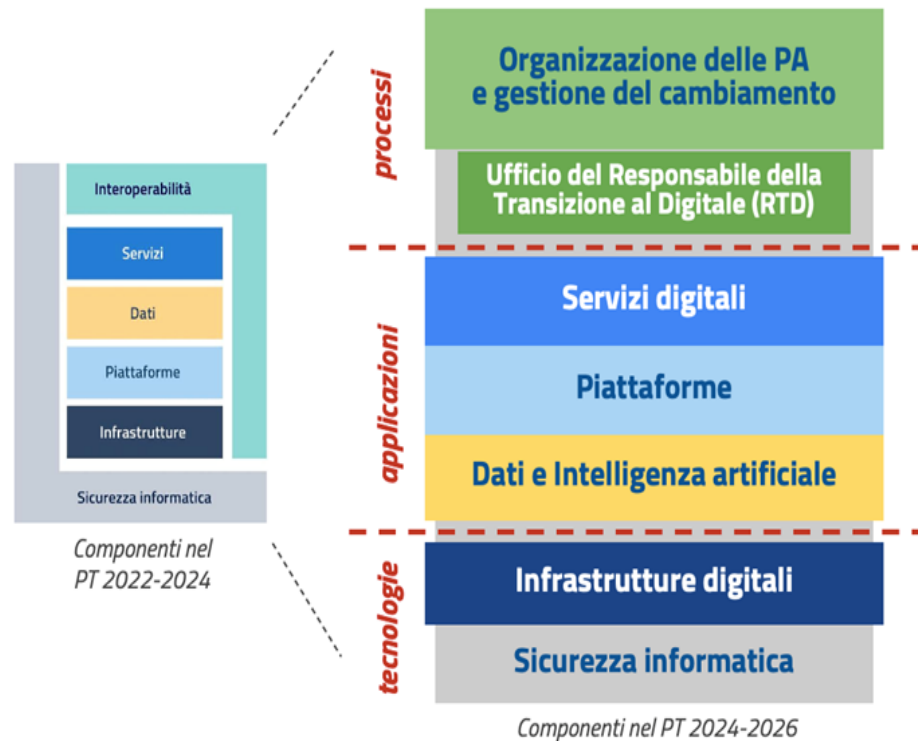 Interoperabilità
Servizi
Dati
Piattaforme
Infrastrutture
Sicurezza informatica
Componenti nel
PT 2022-2024
processi
Organizzazione delle PA
e gestione del cambiamento
Ufficio del Responsabile della
Transizione al Digitale (RTD)
applicazioni
Servizi digitali
Piattaforme
Dati e Intelligenza artificiale
tecnologie
Infrastrutture digitali
Sicurezza informatica
Componenti nel PT 2024-2026